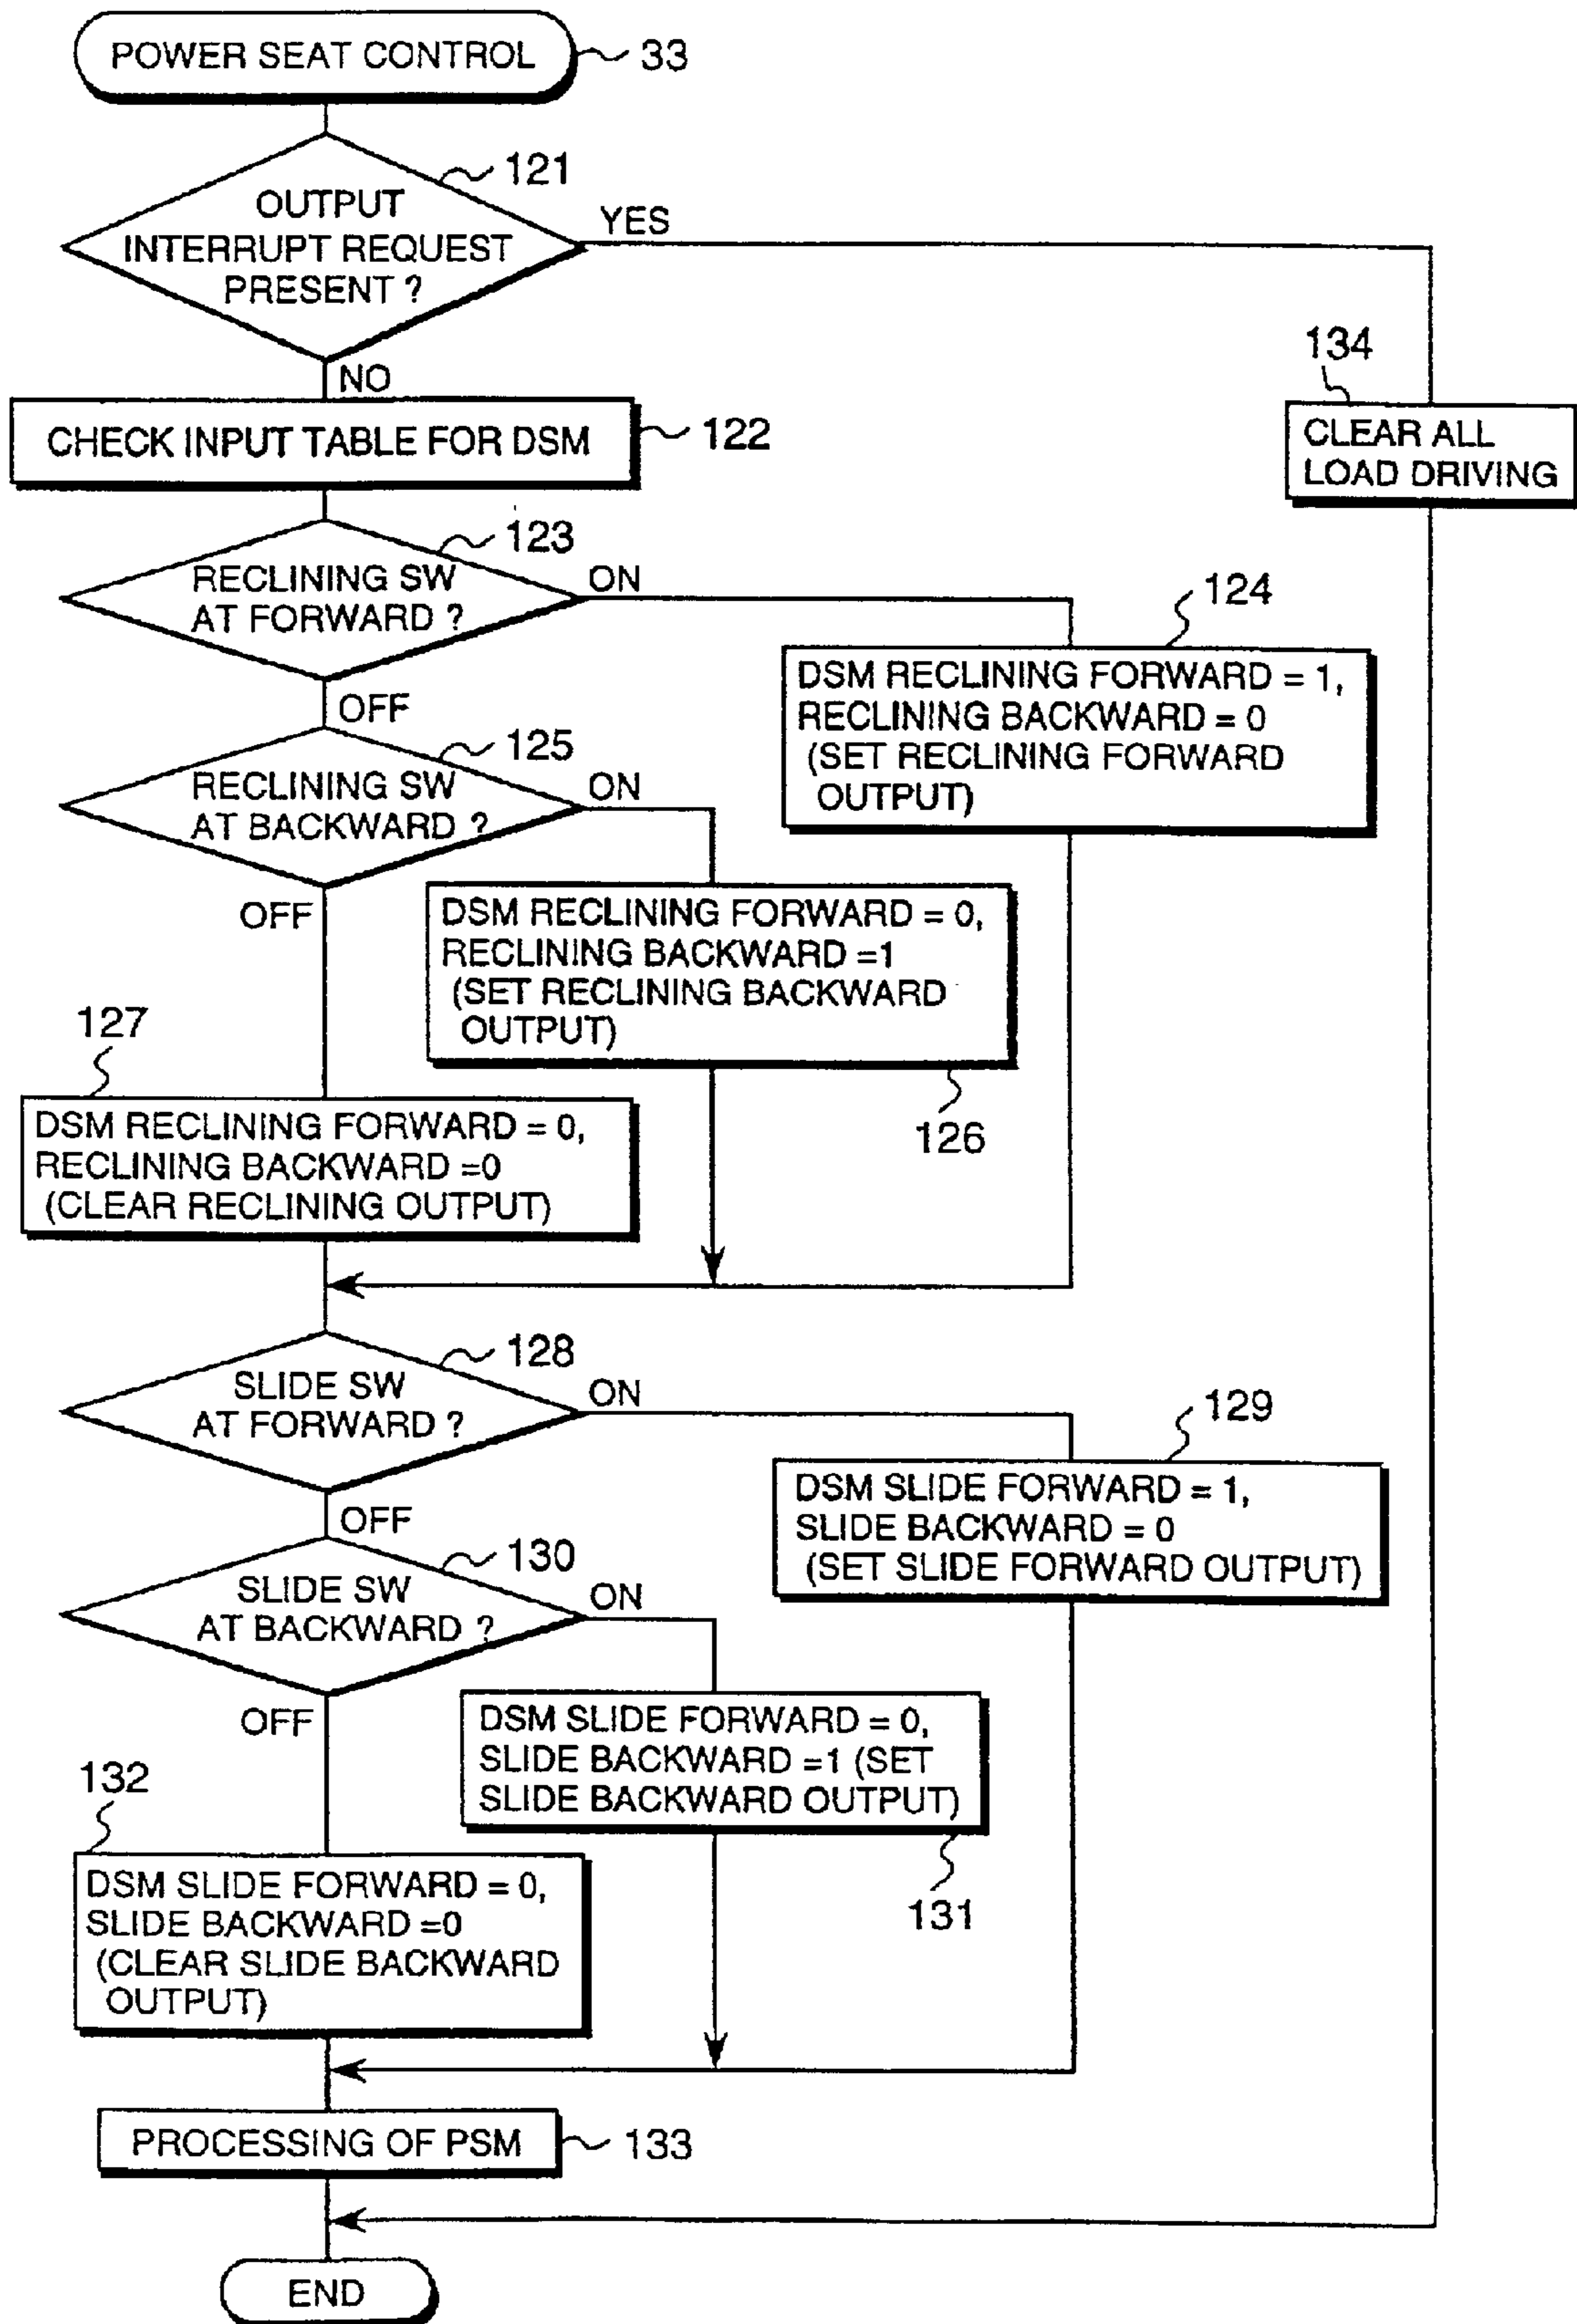 POWER SEAT CONTROL
33
121
OUTPUT
INTERRUPT REQUEST
PRESENT ?
YES
NO
134
CLEAR ALL
LOAD DRIVING
CHECK INPUT TABLE FOR DSM
122
123
RECLINING SW
AT FORWARD ?
ON
124
DSM RECLINING FORWARD = 1,
RECLINING BACKWARD = 0
(SET RECLINING FORWARD
OUTPUT)
OFF
125
RECLINING SW
AT BACKWARD ?
ON
OFF
DSM RECLINING FORWARD = 0,
RECLINING BACKWARD =1
(SET RECLINING BACKWARD
OUTPUT)
126
127
DSM RECLINING FORWARD = 0,
RECLINING BACKWARD =0
(CLEAR RECLINING OUTPUT)
128
SLIDE SW
AT FORWARD ?
ON
129
DSM SLIDE FORWARD = 1,
SLIDE BACKWARD = 0
(SET SLIDE FORWARD OUTPUT)
OFF
130
SLIDE SW
AT BACKWARD ?
ON
OFF
DSM SLIDE FORWARD = 0,
SLIDE BACKWARD =1 (SET
SLIDE BACKWARD OUTPUT)
131
132
DSM SLIDE FORWARD = 0,
SLIDE BACKWARD =0
(CLEAR SLIDE BACKWARD
OUTPUT)
PROCESSING OF PSM
133
END